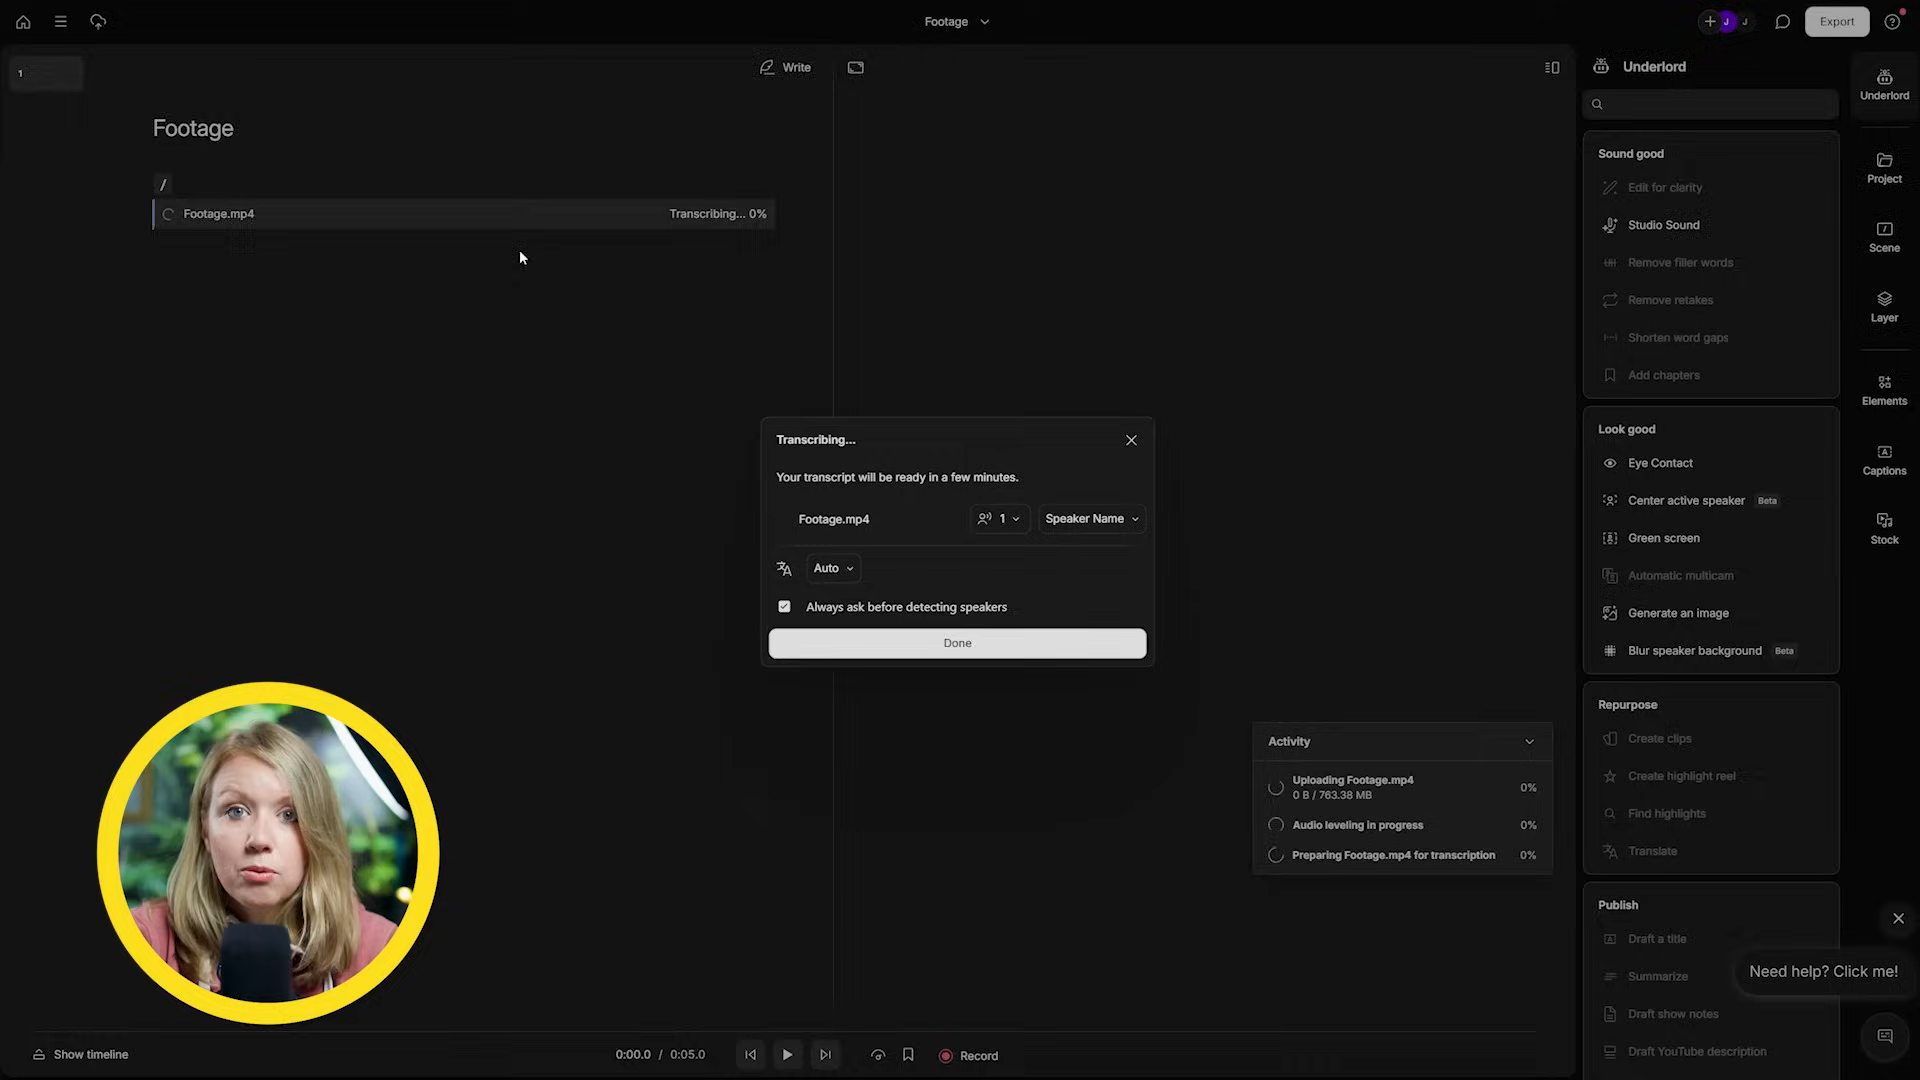 Footage
J
J
Export
1
Write
Footage
/
Footage.mp4 Transcribing... 0%
Transcribing...
Your transcript will be ready in a few minutes.
Footage.mp4 1 Speaker Name
Auto
Always ask before detecting speakers
Done
Activity
Uploading Footage.mp4 0%
0 B / 763.38 MB
Audio leveling in progress 0%
Preparing Footage.mp4 for transcription 0%
Show timeline
0:00.0 / 0:05.0
Record
Underlord
Sound good
Edit for clarity
Studio Sound
Remove filler words
Remove retakes
Shorten word gaps
Add chapters
Look good
Eye Contact
Center active speaker Beta
Green screen
Automatic multicam
Generate an image
Blur speaker background Beta
Repurpose
Create clips
Create highlight reel
Find highlights
Translate
Publish
Draft a title
Summarize
Draft show notes
Draft YouTube description
Need help? Click me!
Underlord
Project
Scene
Layer
Elements
Captions
Stock